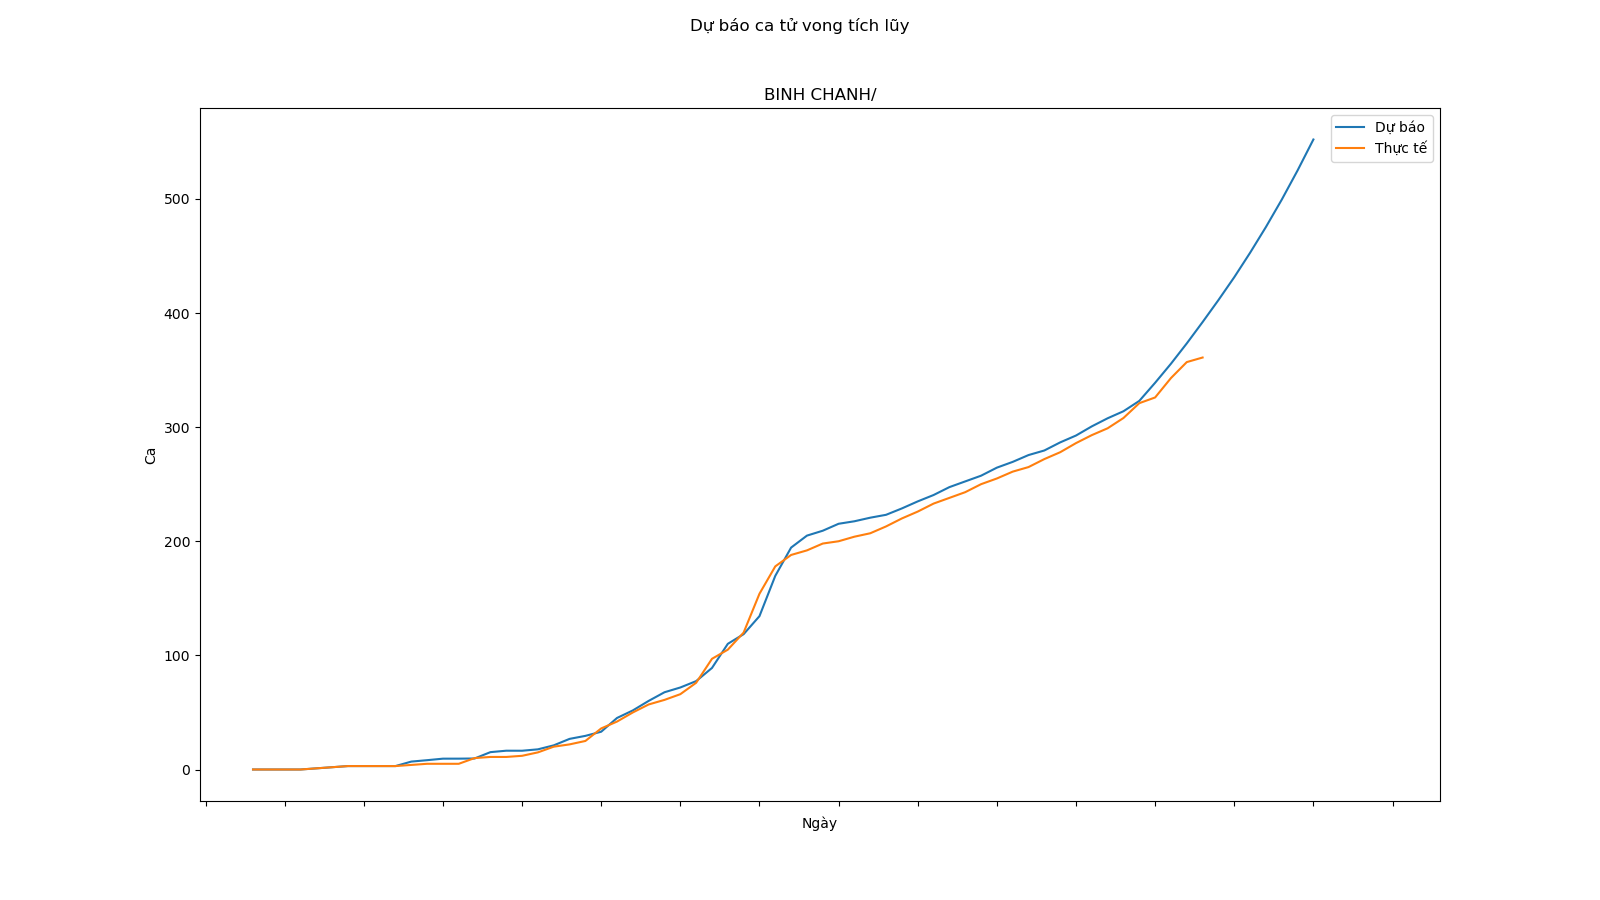 Dự báo ca tử vong tích lũy
BINH CHANH/
Dự báo
Thực tế
500
400
300
200
100
0
Ca
Ngày